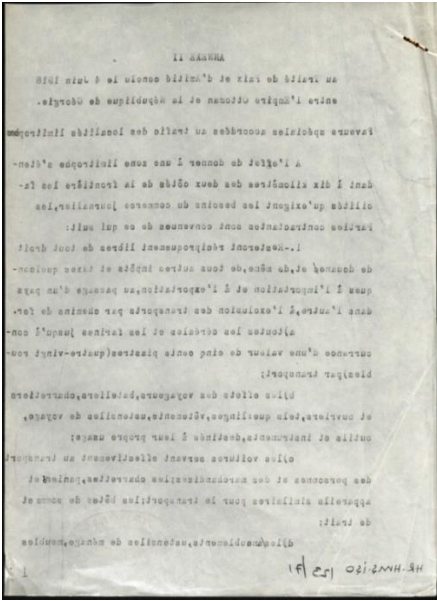 ANNEXE II
au Traité de Paix et d'Amitié conclu le 4 Juin 1918
entre l'Empire Ottoman et la République de Géorgie.
Faveurs spéciales accordées au trafic des localités limitrophes
A l'effet de donner à une zone limitrophe s'éten-
dant à dix kilomètres des deux côtés de la frontière les fa-
cilités qu'exigent les besoins du commerce journalier, les
Parties contractantes sont convenues de ce qui suit:
1.-Resteront réciproquement libres de tout droit
de douane, et, de même, de tous autres impôts et taxes quelcon-
ques à l'importation et à l'exportation, au passage d'un pays
dans l'autre, à l'exclusion des transports par chemins de fer.
a)toutes les céréales et les farines jusqu'à con-
currance d'une valeur de cinq cents piastres(quatre-vingt rou-
bles)par transport;
b)les effets des voyageurs, bateliers, charretiers
et ouvriers, tels que:linges, vêtements, ustensiles de voyage,
outils et instruments, destinés à leur propre usage;
c)les voitures servant effectivement au transport
des personnes et des marchandises; les charrettes, paniers et
appareils similaires pour le transport; les bêtes de somme et
de trait;
d)les ameublements, ustensiles de ménage, meubles
HR.HMŞ.İŞO 123/71